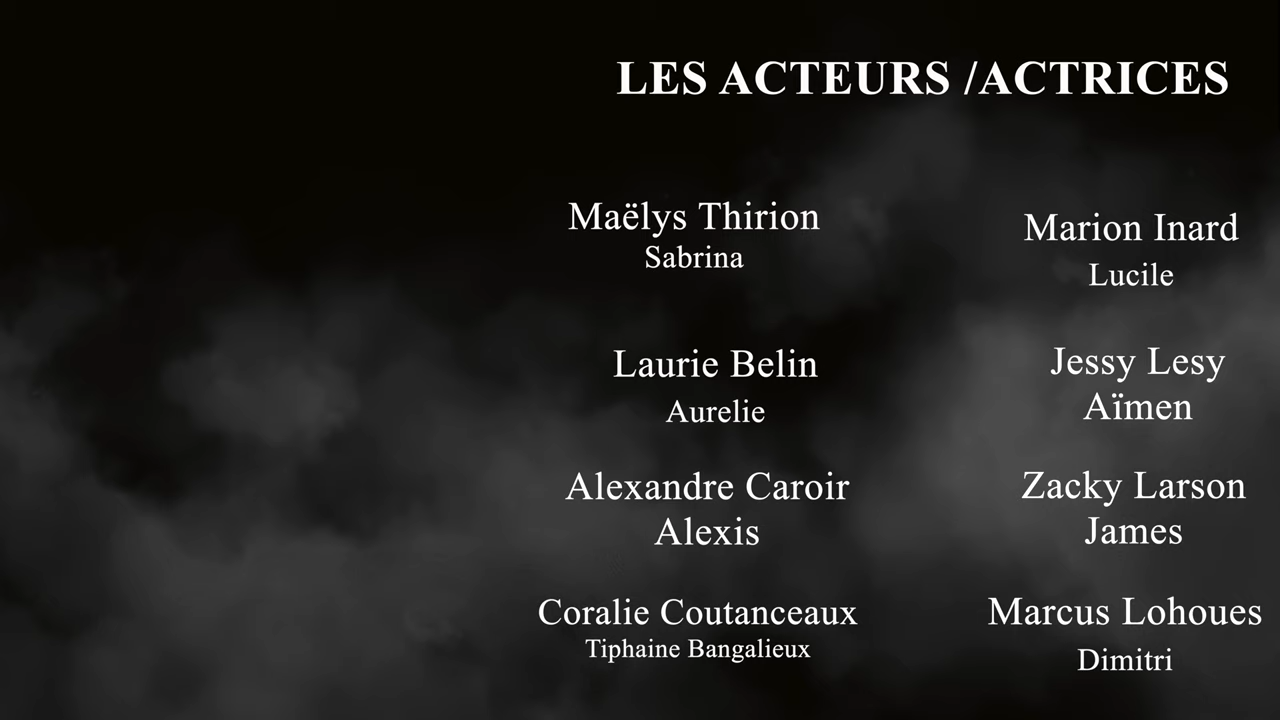 LES ACTEURS /ACTRICES
Maëlys Thirion
Sabrina
Marion Inard
Lucile
Laurie Belin
Aurelie
Jessy Lesy
Aïmen
Alexandre Caroir
Alexis
Zacky Larson
James
Coralie Coutanceaux
Tiphaine Bangalieux
Marcus Lohoues
Dimitri